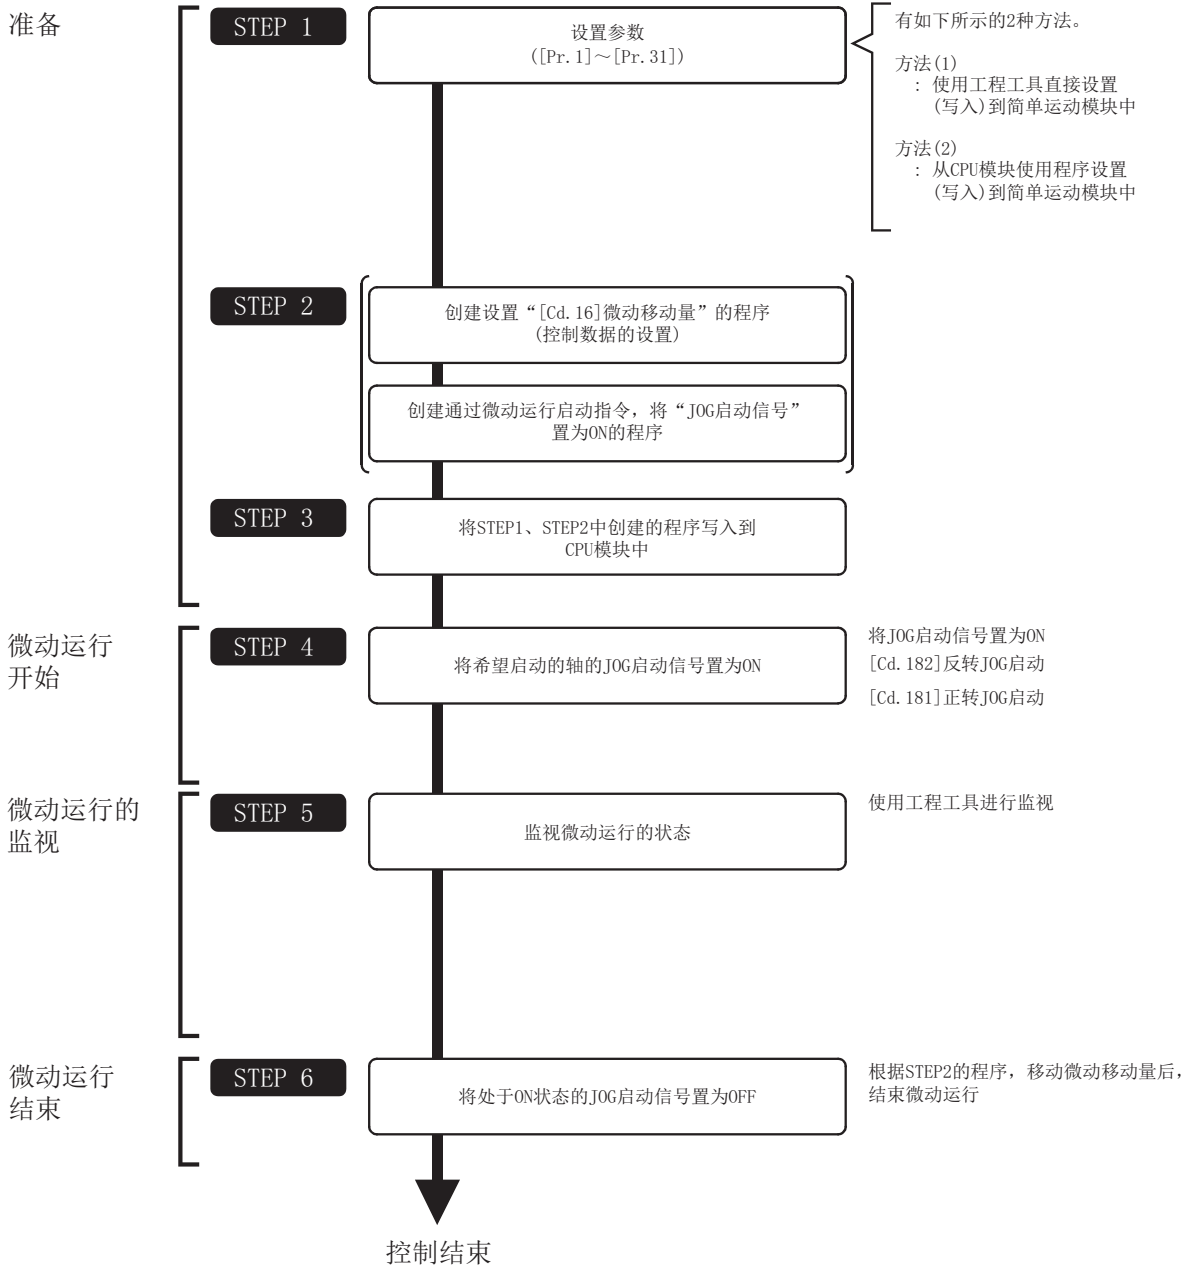 准备
STEP 1
设置参数
([Pr.1]～[Pr.31])
有如下所示的2种方法。
方法(1)
: 使用工程工具直接设置
(写入)到简单运动模块中
方法(2)
: 从CPU模块使用程序设置
(写入)到简单运动模块中
STEP 2
创建设置“[Cd.16]微动移动量”的程序
(控制数据的设置)
创建通过微动运行启动指令，将“JOG启动信号”
置为ON的程序
STEP 3
将STEP1、STEP2中创建的程序写入到
CPU模块中
微动运行
开始
STEP 4
将希望启动的轴的JOG启动信号置为ON
将JOG启动信号置为ON
[Cd.182]反转JOG启动
[Cd.181]正转JOG启动
微动运行的
监视
STEP 5
监视微动运行的状态
使用工程工具进行监视
微动运行
结束
STEP 6
将处于ON状态的JOG启动信号置为OFF
根据STEP2的程序，移动微动移动量后，
结束微动运行
控制结束